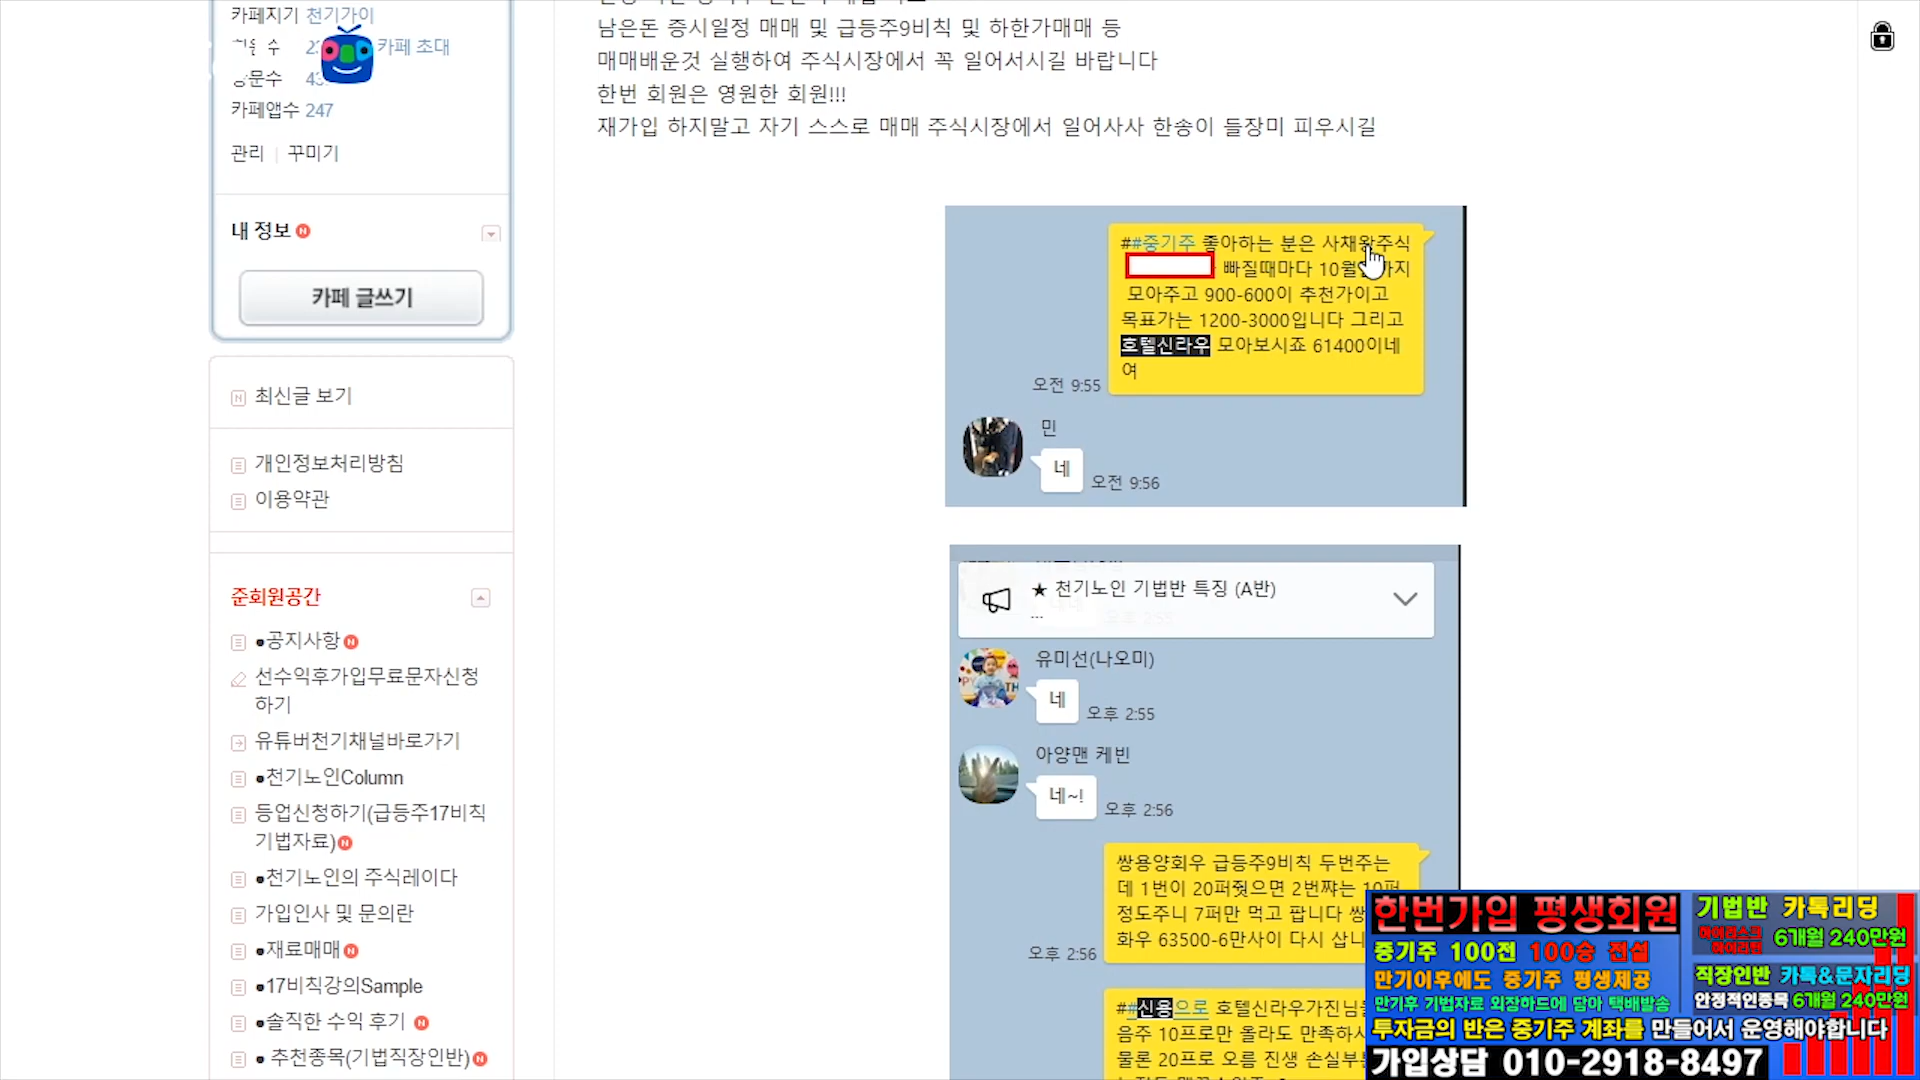 카페지기 천기가이
카페 초대
방문수
카페앱수 247
관리 | 꾸미기
내 정보
카페 글쓰기
최신글 보기
개인정보처리방침
이용약관
준회원공간
●공지사항
선수익후가입무료문자신청
하기
유튜버천기채널바로가기
●천기노인Column
등업신청하기(급등주17비칙
기법자료)
●천기노인의 주식레이다
가입인사 및 문의란
●재료매매
●17비칙강의Sample
●솔직한 수익 후기
● 추천종목(기법직장인반)
남은돈 증시일정 매매 및 급등주9비칙 및 하한가매매 등
매매배운것 실행하여 주식시장에서 꼭 일어서시길 바랍니다
한번 회원은 영원한 회원!!!
재가입 하지말고 자기 스스로 매매 주식시장에서 일어사사 한송이 들장미 피우시길
##중기주 좋아하는 분은 사채왕주식
빠질때마다 10월 까지
모아주고 900-600이 추천가이고
목표가는 1200-3000입니다 그리고
호텔신라우 모아보시죠 61400이네
여
오전 9:55
민
네
오전 9:56
★ 천기노인 기법반 특징 (A반)
...
유미선(나오미)
네
오후 2:55
아양맨 케빈
네~!
오후 2:56
쌍용양회우 급등주9비칙 두번주는
데 1번이 20퍼줬으면 2번쨔는 10퍼
정도주니 7퍼만 먹고 팝니다 쌍
화우 63500-6만사이 다시 삽니
오후 2:56
##신용으로 호텔신라우가진님
음주 10프로만 올라도 만족하시
물론 20프로 오름 진생 손실부
한번가입 평생회원
중기주 100전 100승 전설
만기이후에도 중기주 평생제공
만기후 기법자료 외장하드에 담아 택배발송
기법반 카톡리딩
하이리스크
하이리턴
6개월 240만원
직장인반 카톡&문자리딩
안정적인종목 6개월 240만원
투자금의 반은 중기주 계좌를 만들어서 운영해야합니다
가입상담 010-2918-8497